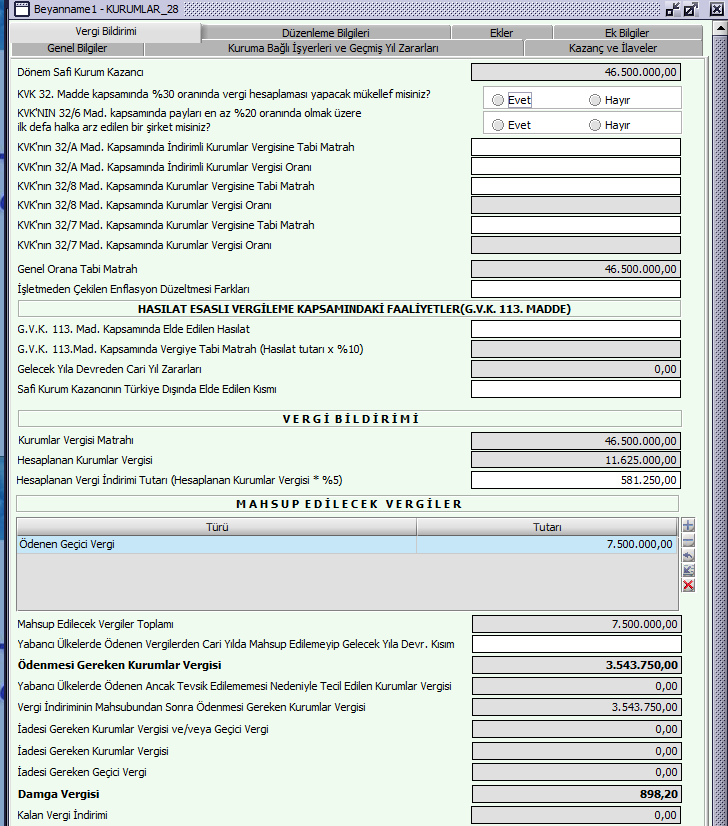 Beyanname1 - KURUMLAR_28
Vergi Bildirimi
Düzenleme Bilgileri
Ekler
Ek Bilgiler
Genel Bilgiler
Kuruma Bağlı İşyerleri ve Geçmiş Yıl Zararları
Kazanç ve İlaveler
Dönem Safi Kurum Kazancı 46.500.000,00
KVK 32. Madde kapsamında %30 oranında vergi hesaplaması yapacak mükellef misiniz? Evet Hayır
KVK'NIN 32/6 Mad. kapsamında payları en az %20 oranında olmak üzere
ilk defa halka arz edilen bir şirket misiniz? Evet Hayır
KVK'nın 32/A Mad. Kapsamında İndirimli Kurumlar Vergisine Tabi Matrah
KVK'nın 32/A Mad. Kapsamında İndirimli Kurumlar Vergisi Oranı
KVK'nın 32/8 Mad. Kapsamında Kurumlar Vergisine Tabi Matrah
KVK'nın 32/8 Mad. Kapsamında Kurumlar Vergisi Oranı
KVK'nın 32/7 Mad. Kapsamında Kurumlar Vergisine Tabi Matrah
KVK'nın 32/7 Mad. Kapsamında Kurumlar Vergisi Oranı
Genel Orana Tabi Matrah 46.500.000,00
İşletmeden Çekilen Enflasyon Düzeltmesi Farkları
HASILAT ESASLI VERGİLEME KAPSAMINDAKİ FAALİYETLER(G.V.K. 113. MADDE)
G.V.K. 113. Mad. Kapsamında Elde Edilen Hasılat
G.V.K. 113.Mad. Kapsamında Vergiye Tabi Matrah (Hasılat tutarı x %10)
Gelecek Yıla Devreden Cari Yıl Zararları 0,00
Safi Kurum Kazancının Türkiye Dışında Elde Edilen Kısmı
VERGİ BİLDİRİMİ
Kurumlar Vergisi Matrahı 46.500.000,00
Hesaplanan Kurumlar Vergisi 11.625.000,00
Hesaplanan Vergi İndirimi Tutarı (Hesaplanan Kurumlar Vergisi * %5) 581.250,00
MAHSUP EDİLECEK VERGİLER
Türü Tutarı
Ödenen Geçici Vergi 7.500.000,00
Mahsup Edilecek Vergiler Toplamı 7.500.000,00
Yabancı Ülkelerde Ödenen Vergilerden Cari Yılda Mahsup Edilemeyip Gelecek Yıla Devr. Kısım
Ödenmesi Gereken Kurumlar Vergisi 3.543.750,00
Yabancı Ülkelerde Ödenen Ancak Tevsik Edilememesi Nedeniyle Tecil Edilen Kurumlar Vergisi 0,00
Vergi İndiriminin Mahsubundan Sonra Ödenmesi Gereken Kurumlar Vergisi 3.543.750,00
İadesi Gereken Kurumlar Vergisi ve/veya Geçici Vergi 0,00
İadesi Gereken Kurumlar Vergisi 0,00
İadesi Gereken Geçici Vergi 0,00
Damga Vergisi 898,20
Kalan Vergi İndirimi 0,00